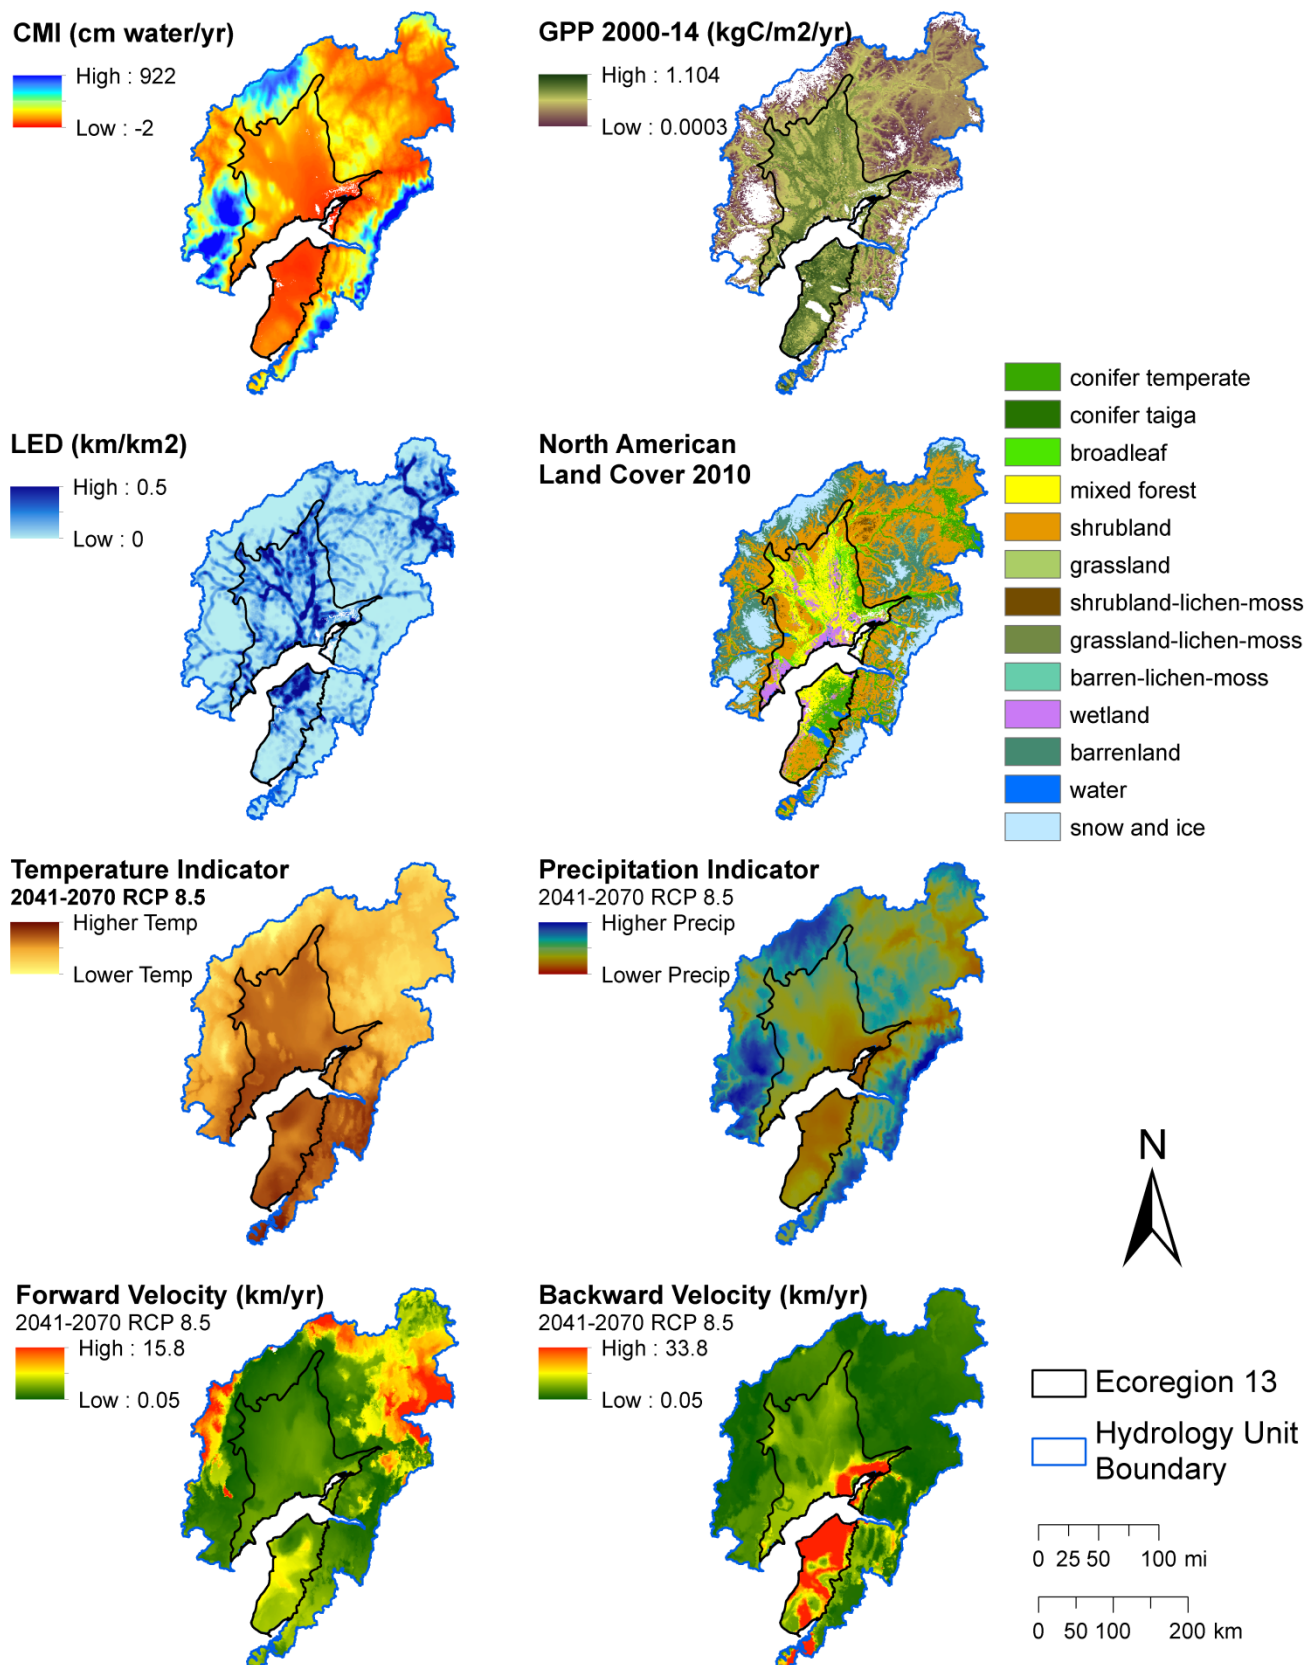 CMI (cm water/yr)
High : 922
Low : -2
GPP 2000-14 (kgC/m2/yr)
High : 1.104
Low : 0.0003
LED (km/km2)
High : 0.5
Low : 0
North American
Land Cover 2010
conifer temperate
conifer taiga
broadleaf
mixed forest
shrubland
grassland
shrubland-lichen-moss
grassland-lichen-moss
barren-lichen-moss
wetland
barrenland
water
snow and ice
Temperature Indicator
2041-2070 RCP 8.5
Higher Temp
Lower Temp
Precipitation Indicator
2041-2070 RCP 8.5
Higher Precip
Lower Precip
N
Forward Velocity (km/yr)
2041-2070 RCP 8.5
High : 15.8
Low : 0.05
Backward Velocity (km/yr)
2041-2070 RCP 8.5
High : 33.8
Low : 0.05
Ecoregion 13
Hydrology Unit
Boundary
0 25 50 100 mi
0 50 100 200 km